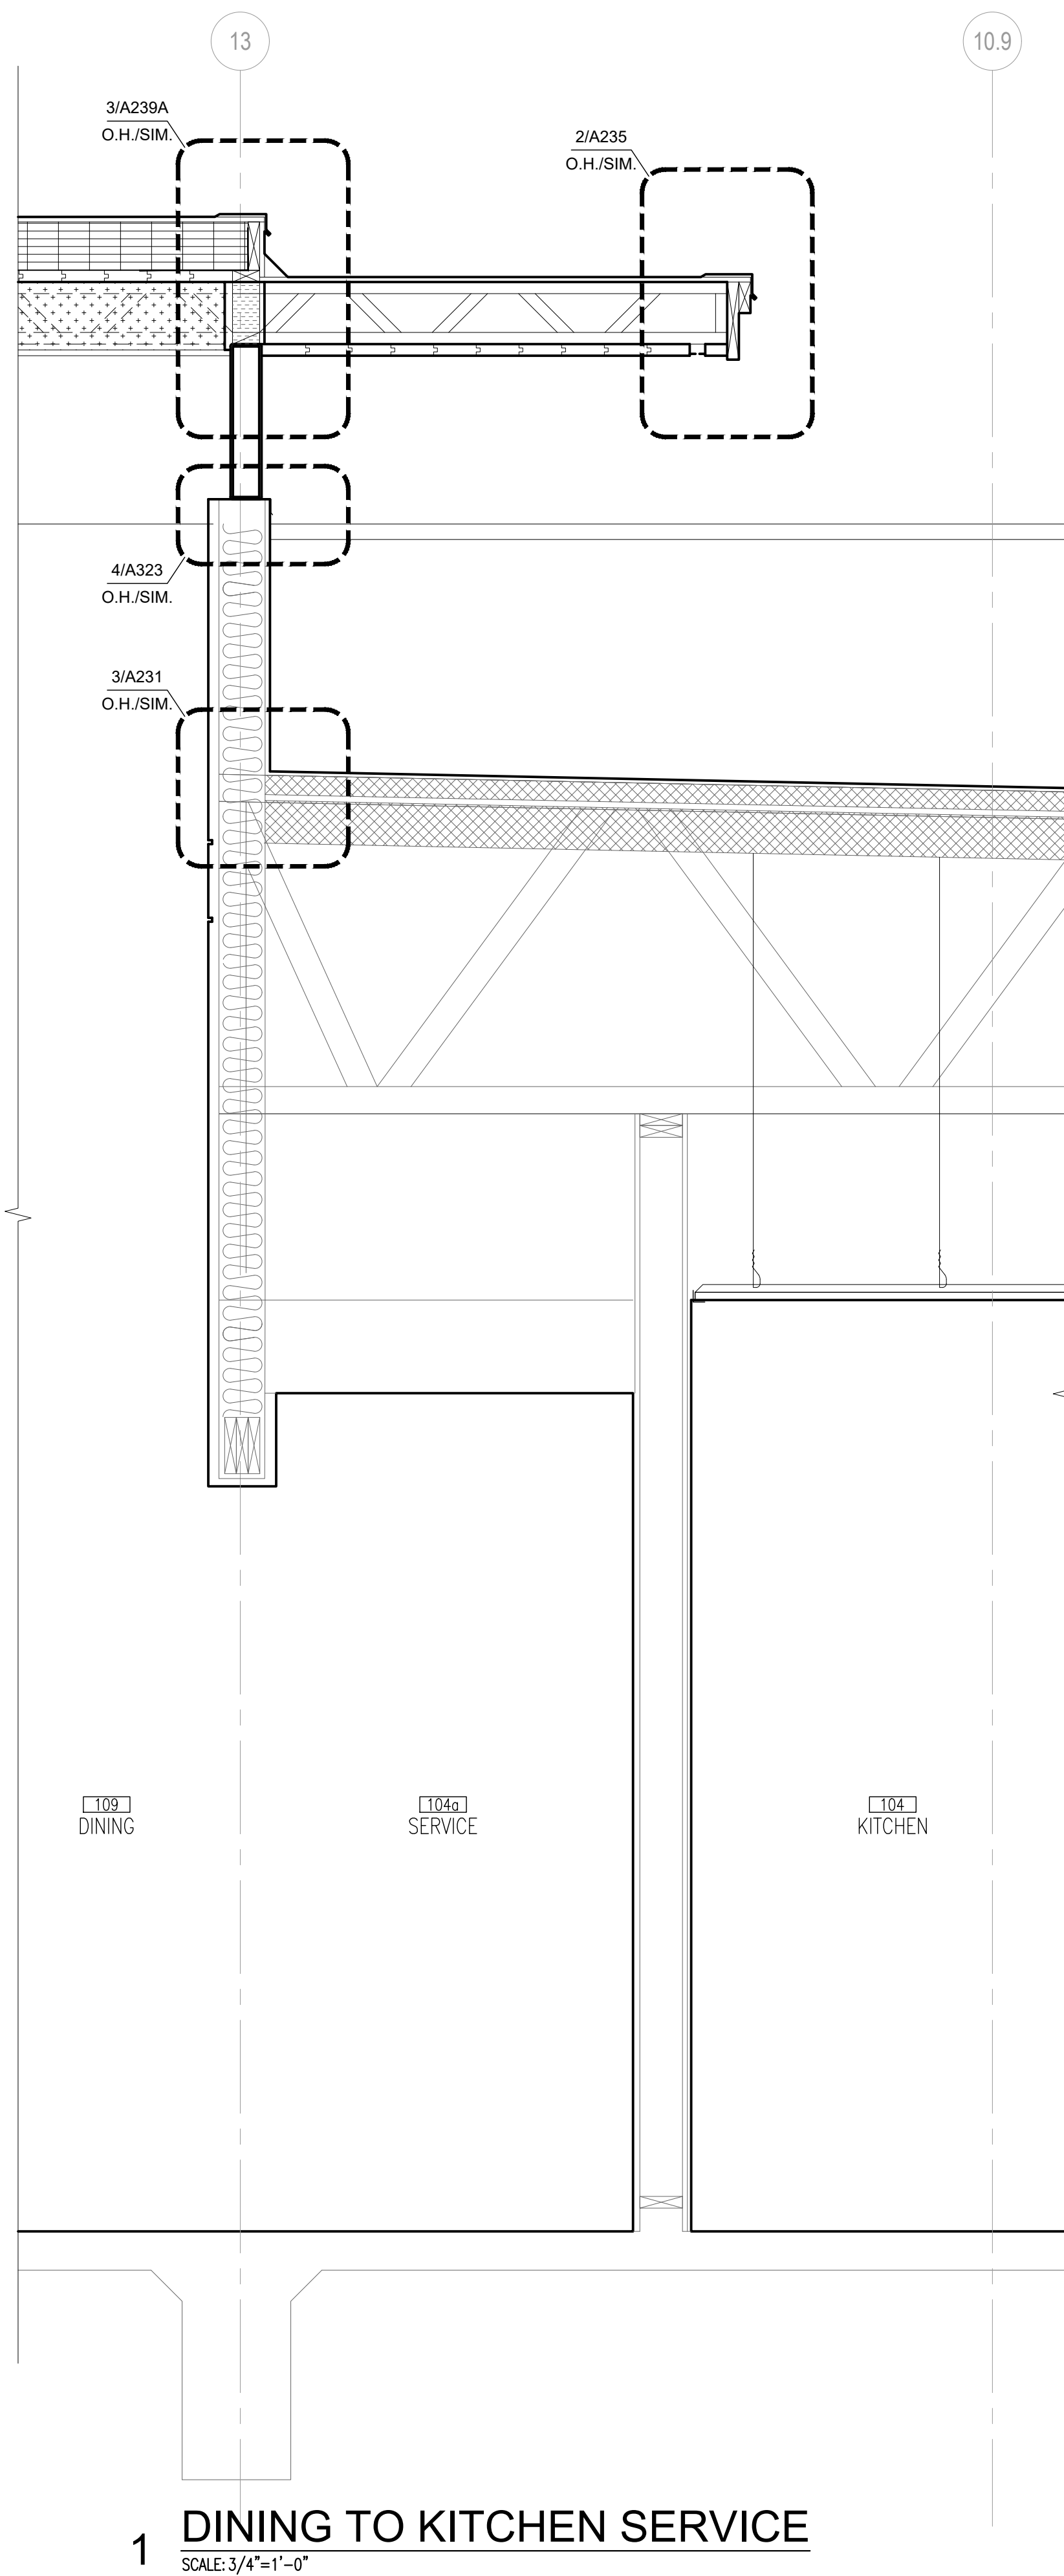 13
10.9
3/A239A
O.H./SIM.
2/A235
O.H./SIM.
4/A323
O.H./SIM.
3/A231
O.H./SIM.
109
DINING
104a
SERVICE
104
KITCHEN
1
DINING TO KITCHEN SERVICE
SCALE: 3/4"=1'-0"